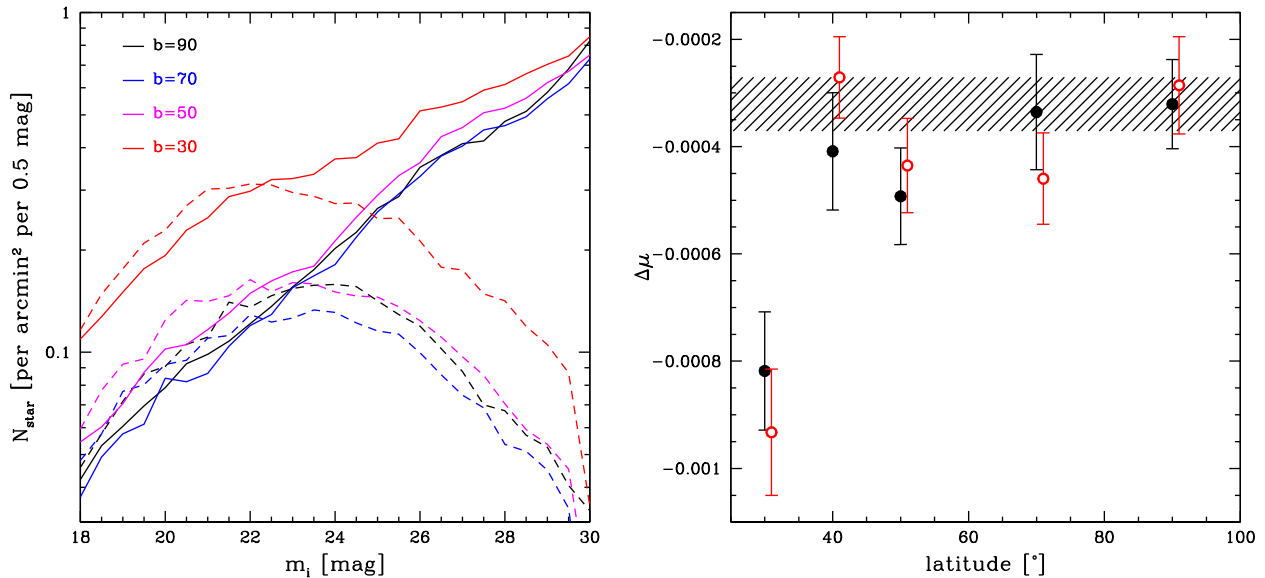 1
0.1
N_star [per arcmin² per 0.5 mag]
b=90
b=70
b=50
b=30
18 20 22 24 26 28 30
m_i [mag]
−0.0002
−0.0004
−0.0006
−0.0008
−0.001
Δμ
40 60 80 100
latitude [°]